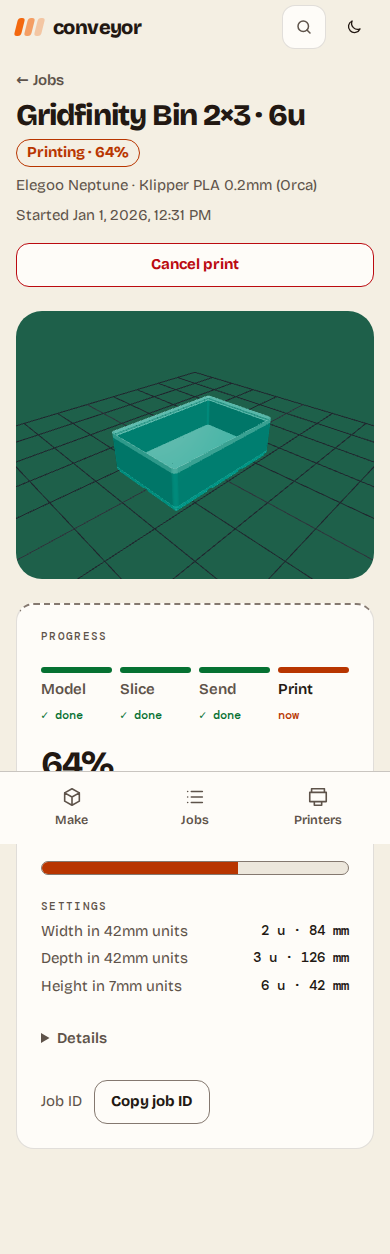 conveyor
← Jobs
Gridfinity Bin 2×3 · 6u
Printing · 64%
Elegoo Neptune · Klipper PLA 0.2mm (Orca)
Started Jan 1, 2026, 12:31 PM
Cancel print
PROGRESS
Model Slice Send Print
✓ done ✓ done ✓ done now
64%
Make Jobs Printers
SETTINGS
Width in 42mm units 2 u · 84 mm
Depth in 42mm units 3 u · 126 mm
Height in 7mm units 6 u · 42 mm
▶ Details
Job ID Copy job ID